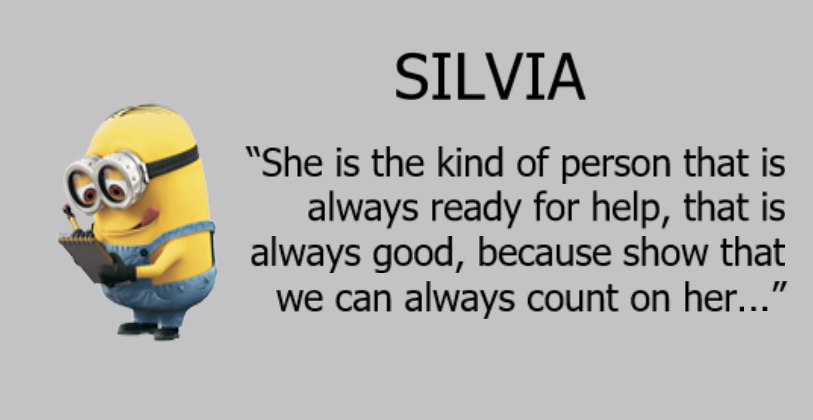 SILVIA
“She is the kind of person that is
always ready for help, that is
always good, because show that
we can always count on her...”